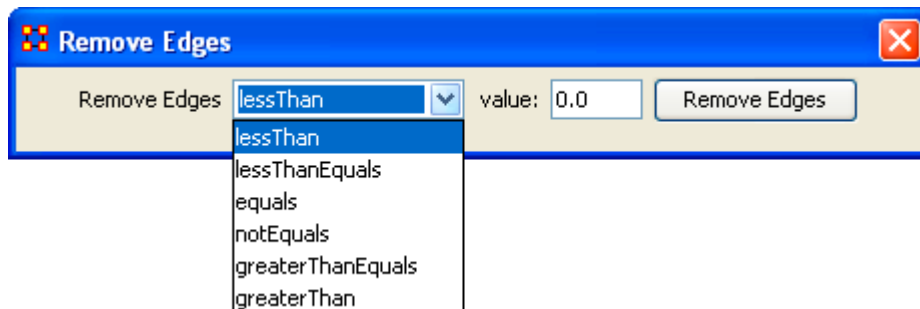 Remove Edges
Remove Edges lessThan value: 0.0 Remove Edges
lessThan
lessThanEquals
equals
notEquals
greaterThanEquals
greaterThan